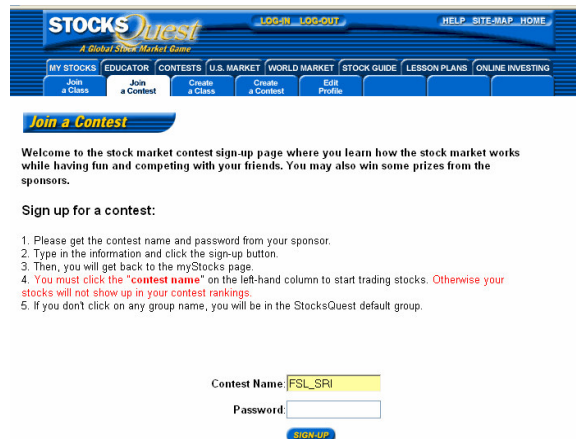 STOCKS Quest
LOG-IN LOG-OUT
HELP SITE-MAP HOME
A Global Stock Market Game
MY STOCKS EDUCATOR CONTESTS U.S. MARKET WORLD MARKET STOCK GUIDE LESSON PLANS ONLINE INVESTING
Join a Class
Join a Contest
Create a Class
Create a Contest
Edit Profile
Join a Contest
Welcome to the stock market contest sign-up page where you learn how the stock market works
while having fun and competing with your friends. You may also win some prizes from the
sponsors.
Sign up for a contest:
1. Please get the contest name and password from your sponsor.
2. Type in the information and click the sign-up button.
3. Then, you will get back to the myStocks page.
4. You must click the "contest name" on the left-hand column to start trading stocks. Otherwise your
stocks will not show up in your contest rankings.
5. If you don't click on any group name, you will be in the StocksQuest default group.
Contest Name: FSL_SRI
Password:
SIGN-UP